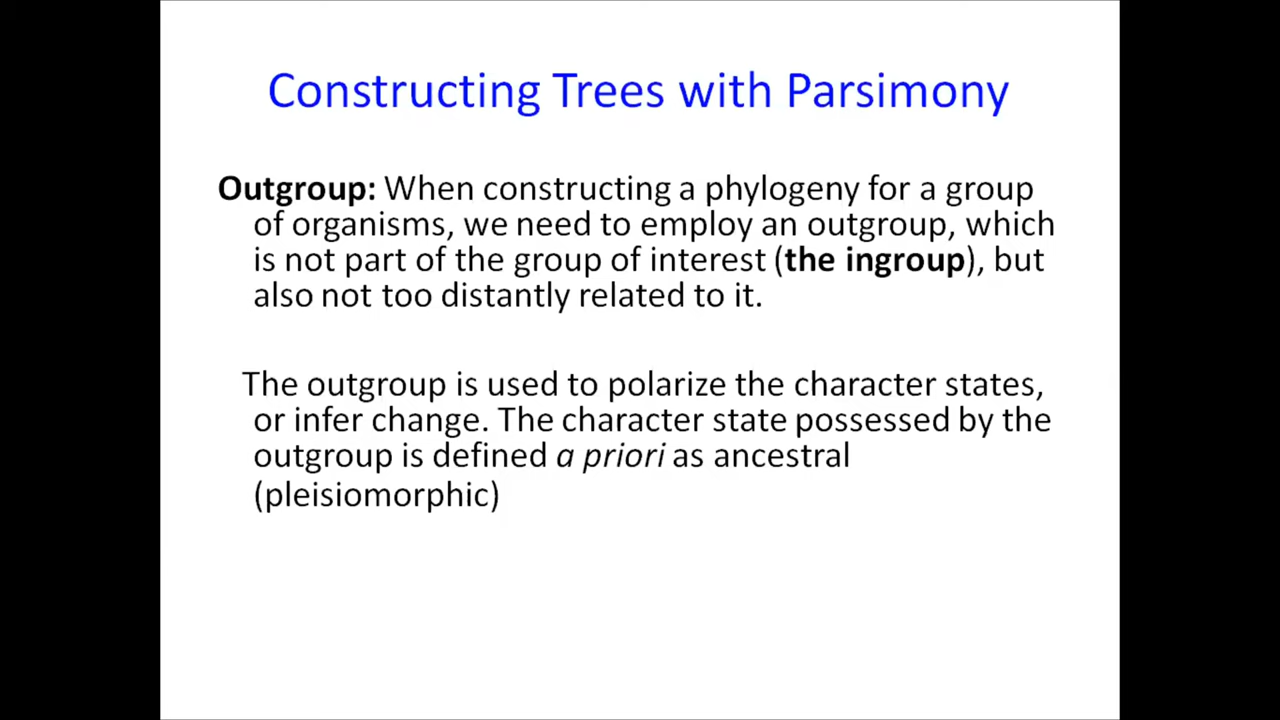 Constructing Trees with Parsimony
Outgroup: When constructing a phylogeny for a group
of organisms, we need to employ an outgroup, which
is not part of the group of interest (the ingroup), but
also not too distantly related to it.
The outgroup is used to polarize the character states,
or infer change. The character state possessed by the
outgroup is defined a priori as ancestral
(pleisiomorphic)